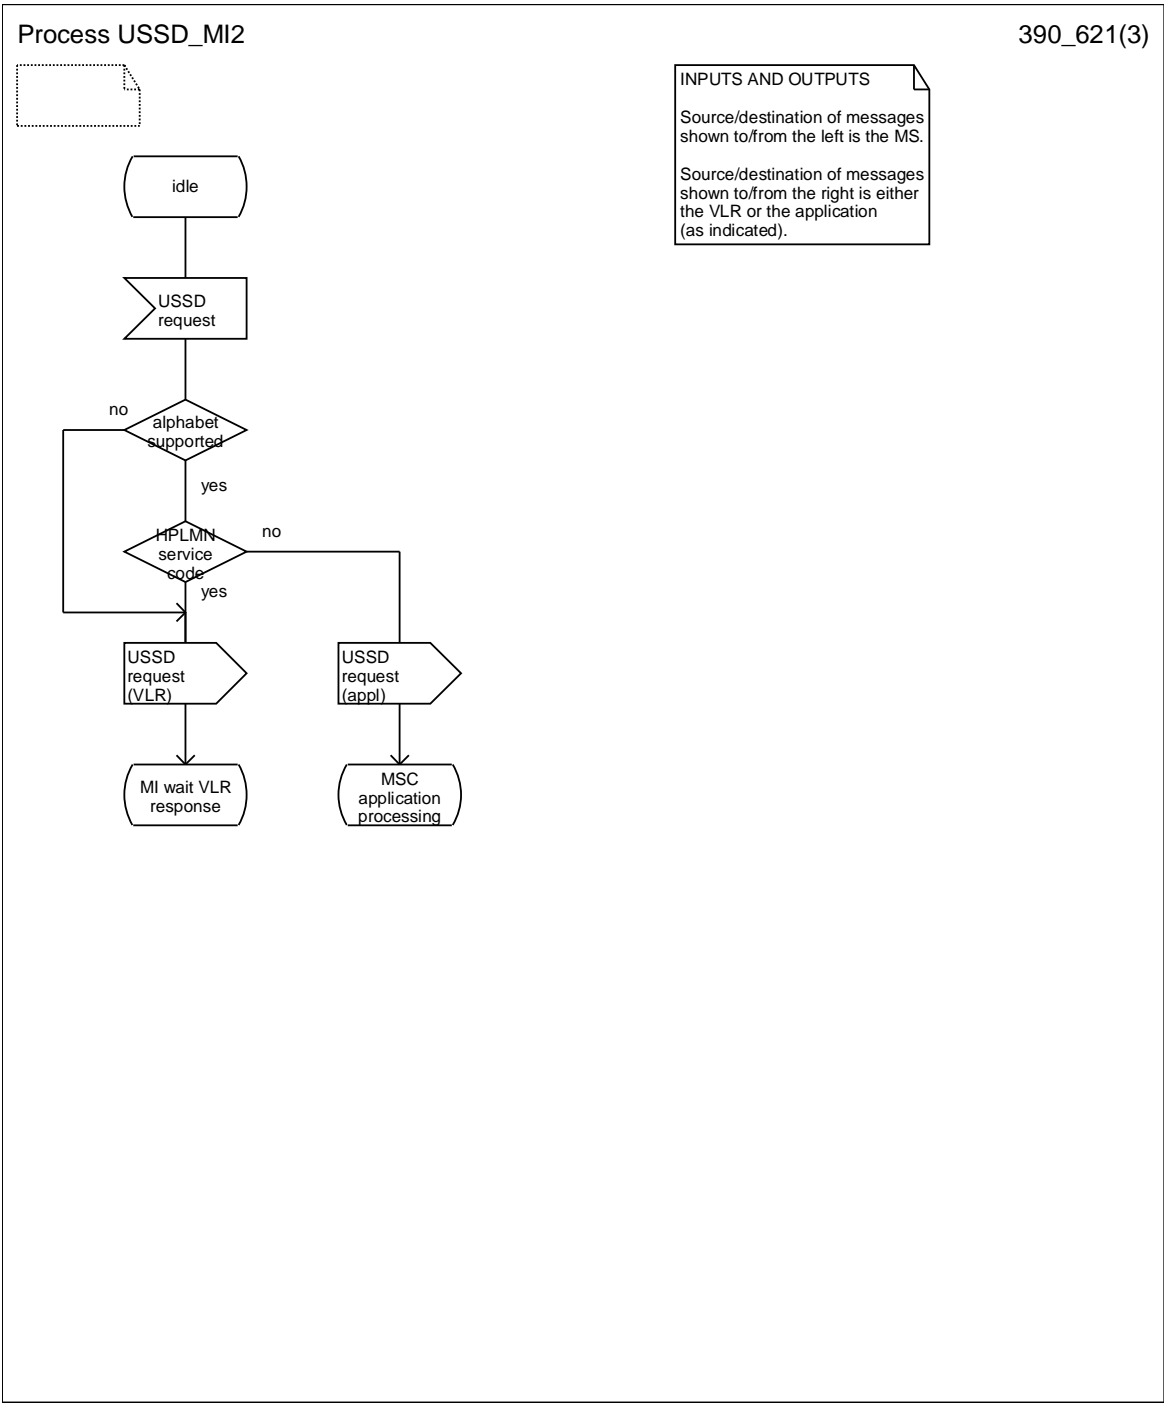 Process USSD_MI2
390_621(3)
INPUTS AND OUTPUTS
Source/destination of messages
shown to/from the left is the MS.
Source/destination of messages
shown to/from the right is either
the VLR or the application
(as indicated).
idle
USSD
request
no
alphabet
supported
yes
HPLMN
service
code
no
yes
USSD
request
(VLR)
USSD
request
(appl)
MI wait VLR
response
MSC
application
processing